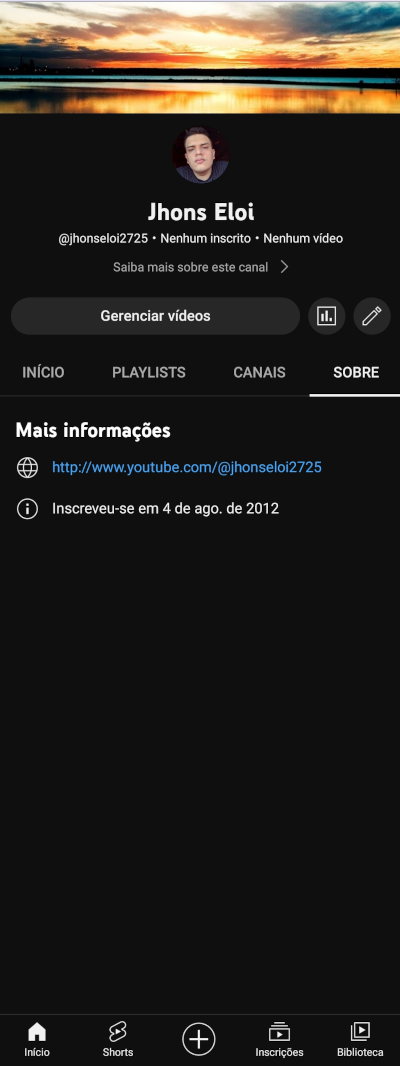 Jhons Eloi
@jhonseloi2725 • Nenhum inscrito • Nenhum vídeo
Saiba mais sobre este canal
Gerenciar vídeos
INÍCIO PLAYLISTS CANAIS SOBRE
Mais informações
http://www.youtube.com/@jhonseloi2725
Inscreveu-se em 4 de ago. de 2012
Início Shorts Inscrições Biblioteca